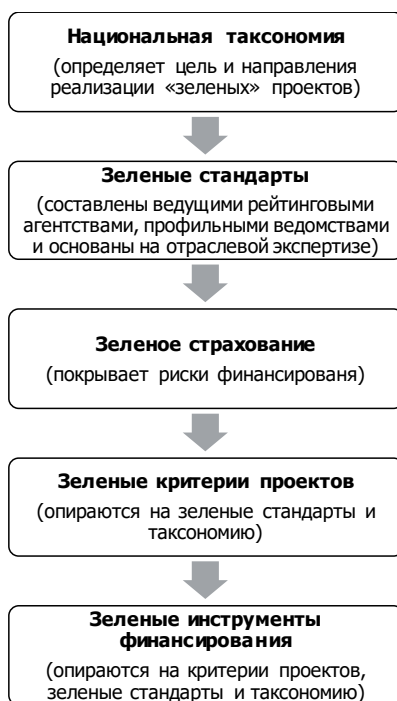 Национальная таксономия
(определяет цель и направления
реализации «зеленых» проектов)
Зеленые стандарты
(составлены ведущими рейтинговыми
агентствами, профильными ведомствами
и основаны на отраслевой экспертизе)
Зеленое страхование
(покрывает риски финансированя)
Зеленые критерии проектов
(опираются на зеленые стандарты и
таксономию)
Зеленые инструменты
финансирования
(опираются на критерии проектов,
зеленые стандарты и таксономию)